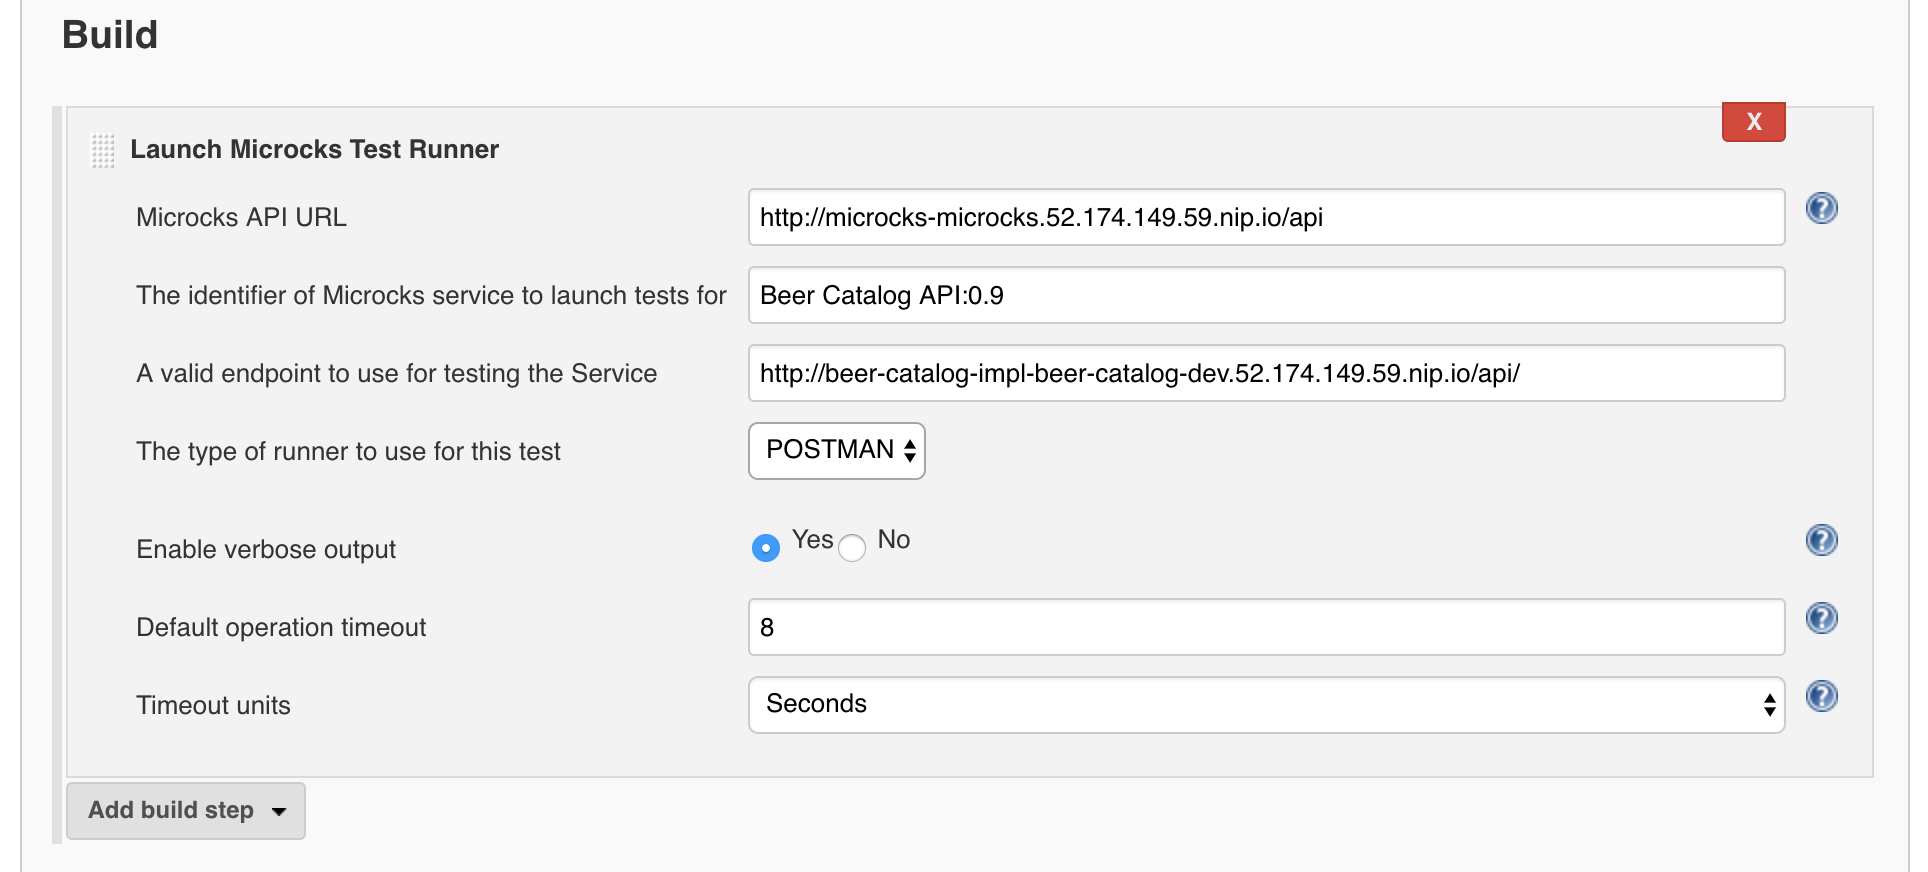 Build
X
Launch Microcks Test Runner
Microcks API URL http://microcks-microcks.52.174.149.59.nip.io/api ?
The identifier of Microcks service to launch tests for Beer Catalog API:0.9
A valid endpoint to use for testing the Service http://beer-catalog-impl-beer-catalog-dev.52.174.149.59.nip.io/api/
The type of runner to use for this test POSTMAN
Enable verbose output Yes No ?
Default operation timeout 8 ?
Timeout units Seconds ?
Add build step